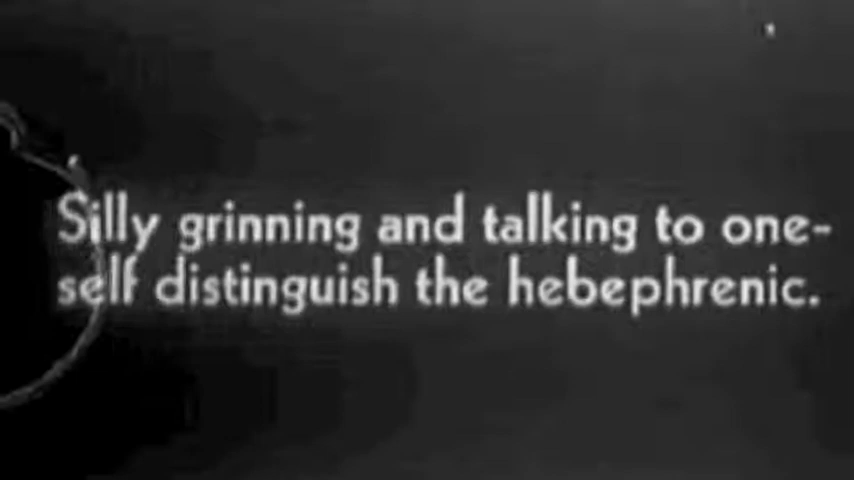 Silly grinning and talking to one-
self distinguish the hebephrenic.